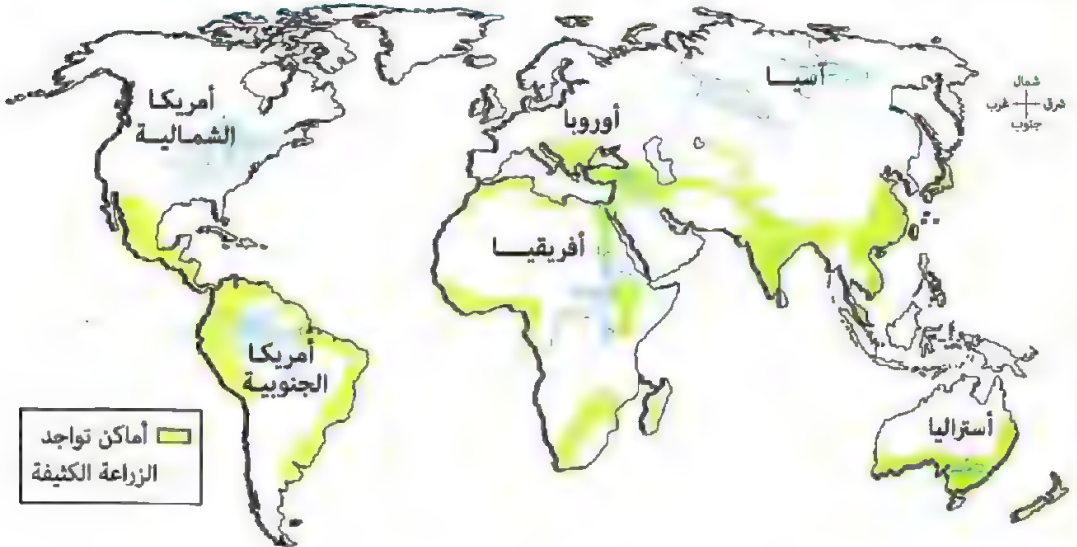 أمريكا
الشمالية
أوروبا
آسيا
شمال
شرق غرب
جنوب
أفريقيا
أمريكا
الجنوبية
أستراليا
أماكن تواجد
الزراعة الكثيفة